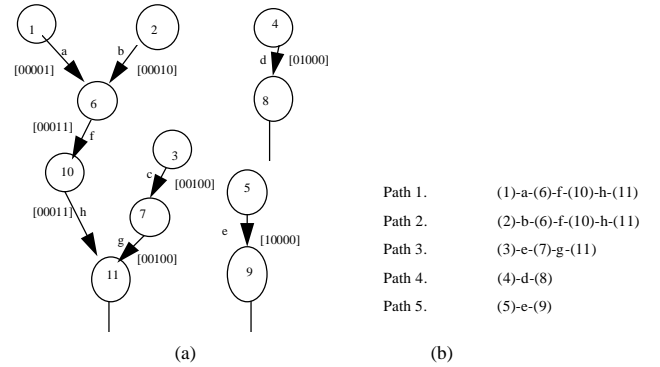 1
2
4
a
b
d
[01000]
[00001]
[00010]
6
8
[00011]
f
3
10
c
[00100]
5
7
[00011]
h
g
e
[10000]
[00100]
11
9
Path 1. (1)-a-(6)-f-(10)-h-(11)
Path 2. (2)-b-(6)-f-(10)-h-(11)
Path 3. (3)-e-(7)-g-(11)
Path 4. (4)-d-(8)
Path 5. (5)-e-(9)
(a)
(b)